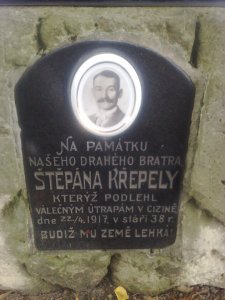 NA PAMÁTKU
NAŠEHO DRAHÉHO BRATRA
ŠTĚPÁNA KŘEPELY
KTERÝŽ PODLEHL
VÁLEČNÝM ÚTRAPÁM V CIZINĚ
dne 22/4. 1917, v stáří 38 r.
BUDIŽ MU ZEMĚ LEHKÁ!